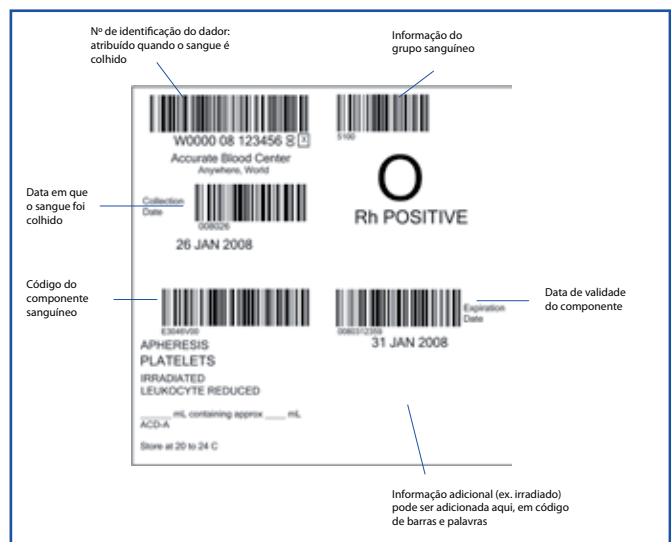 Nº de identificação do dador:
atribuído quando o sangue é
colhido
Informação do
grupo sanguíneo
W0000 08 123456 8 X
5100
Accurate Blood Center
Anywhere, World
O
Rh POSITIVE
Data em que
o sangue foi
colhido
Collection
Date
008026
26 JAN 2008
Código do
componente
sanguíneo
Data de validade
do componente
Expiration
Date
E3046V00
0080312359
31 JAN 2008
APHERESIS
PLATELETS
IRRADIATED
LEUKOCYTE REDUCED
_____ mL containing approx ____ mL
ACD-A
Store at 20 to 24 C
Informação adicional (ex. irradiado)
pode ser adicionada aqui, em código
de barras e palavras